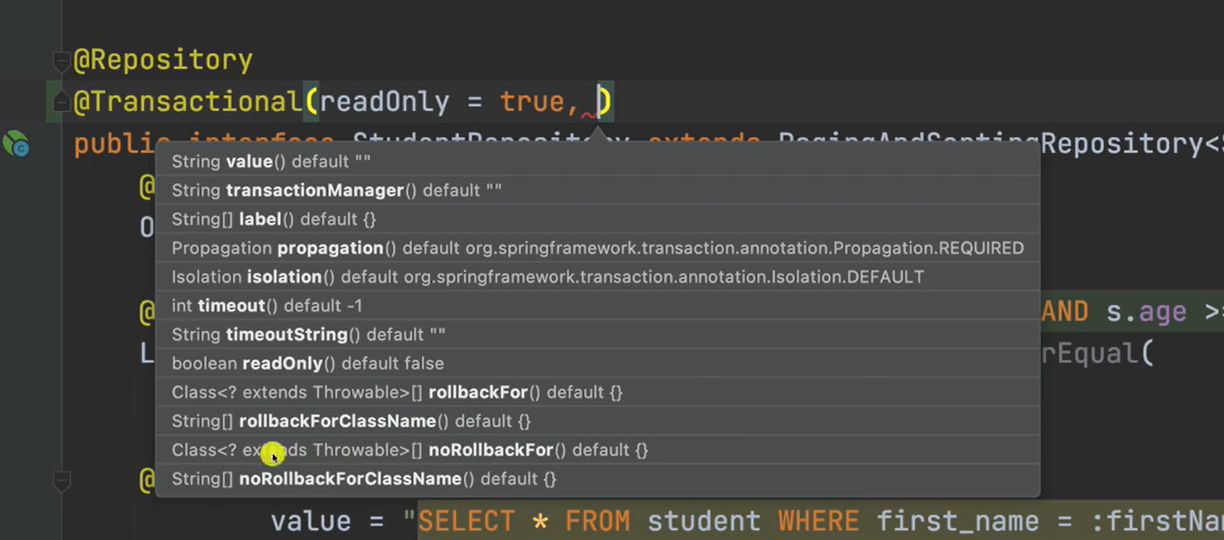 @Repository
@Transactional(readOnly = true, )
public interface StudentRepository extends PagingAndSortingRepository<
String value() default ""
String transactionManager() default ""
String[] label() default {}
Propagation propagation() default org.springframework.transaction.annotation.Propagation.REQUIRED
Isolation isolation() default org.springframework.transaction.annotation.Isolation.DEFAULT
int timeout() default -1
@ AND s.age >
String timeoutString() default ""
L rEqual(
boolean readOnly() default false
Class<? extends Throwable>[] rollbackFor() default {}
String[] rollbackForClassName() default {}
Class<? extends Throwable>[] noRollbackFor() default {}
String[] noRollbackForClassName() default {}
@
value = "SELECT * FROM student WHERE first_name = :firstNa